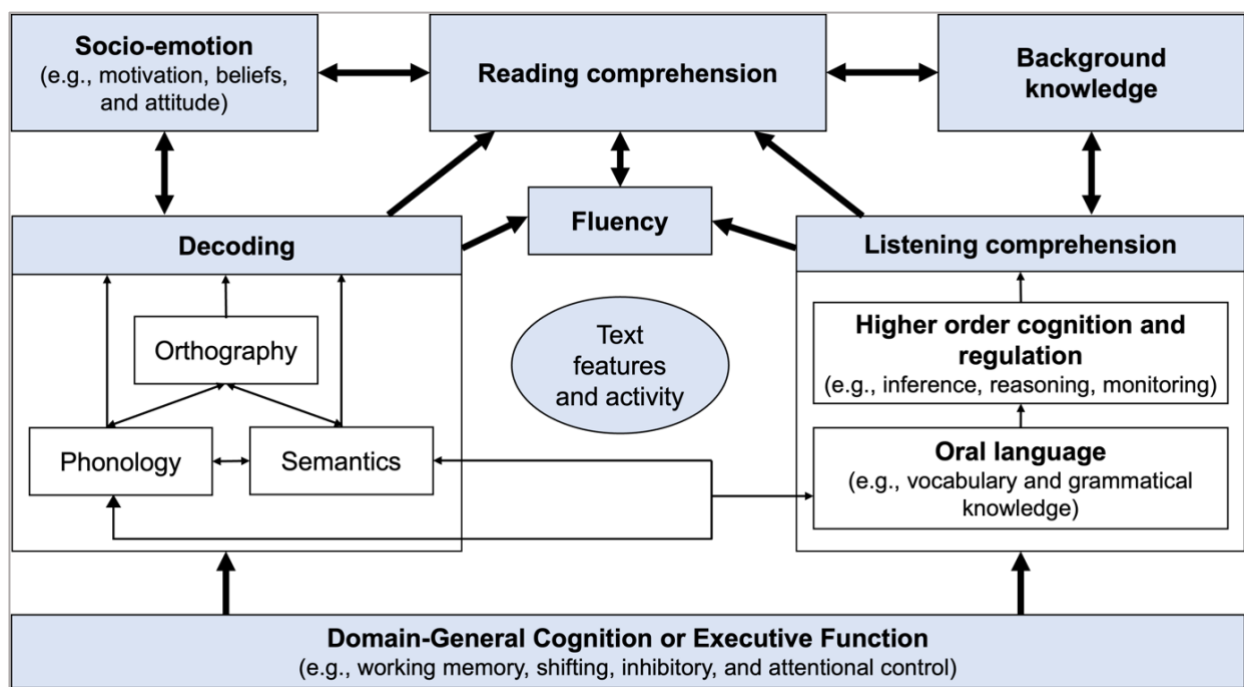 Socio-emotion
(e.g., motivation, beliefs,
and attitude)
Reading comprehension
Background
knowledge
Fluency
Decoding
Listening comprehension
Orthography
Phonology
Semantics
Text
features
and activity
Higher order cognition and
regulation
(e.g., inference, reasoning, monitoring)
Oral language
(e.g., vocabulary and grammatical
knowledge)
Domain-General Cognition or Executive Function
(e.g., working memory, shifting, inhibitory, and attentional control)